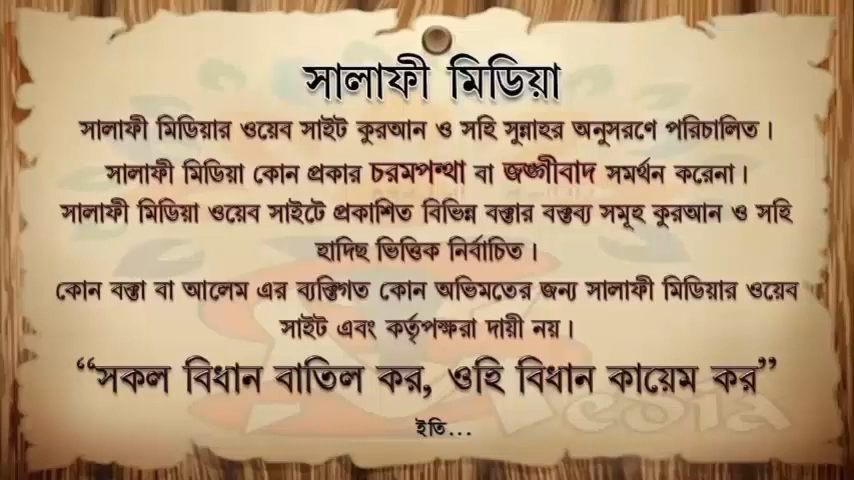 সালাফী মিডিয়া
সালাফী মিডিয়ার ওয়েব সাইট কুরআন ও সহি সুন্নাহর অনুসরণে পরিচালিত।
সালাফী মিডিয়া কোন প্রকার চরমপন্থা বা জঙ্গীবাদ সমর্থন করেনা।
সালাফী মিডিয়া ওয়েব সাইটে প্রকাশিত বিভিন্ন বক্তার বক্তব্য সমূহ কুরআন ও সহি
হাদিছ ভিত্তিক নির্বাচিত।
কোন বক্তা বা আলেম এর ব্যক্তিগত কোন অভিমতের জন্য সালাফী মিডিয়ার ওয়েব
সাইট এবং কর্তৃপক্ষরা দায়ী নয়।
“সকল বিধান বাতিল কর, ওহি বিধান কায়েম কর”
ইতি...